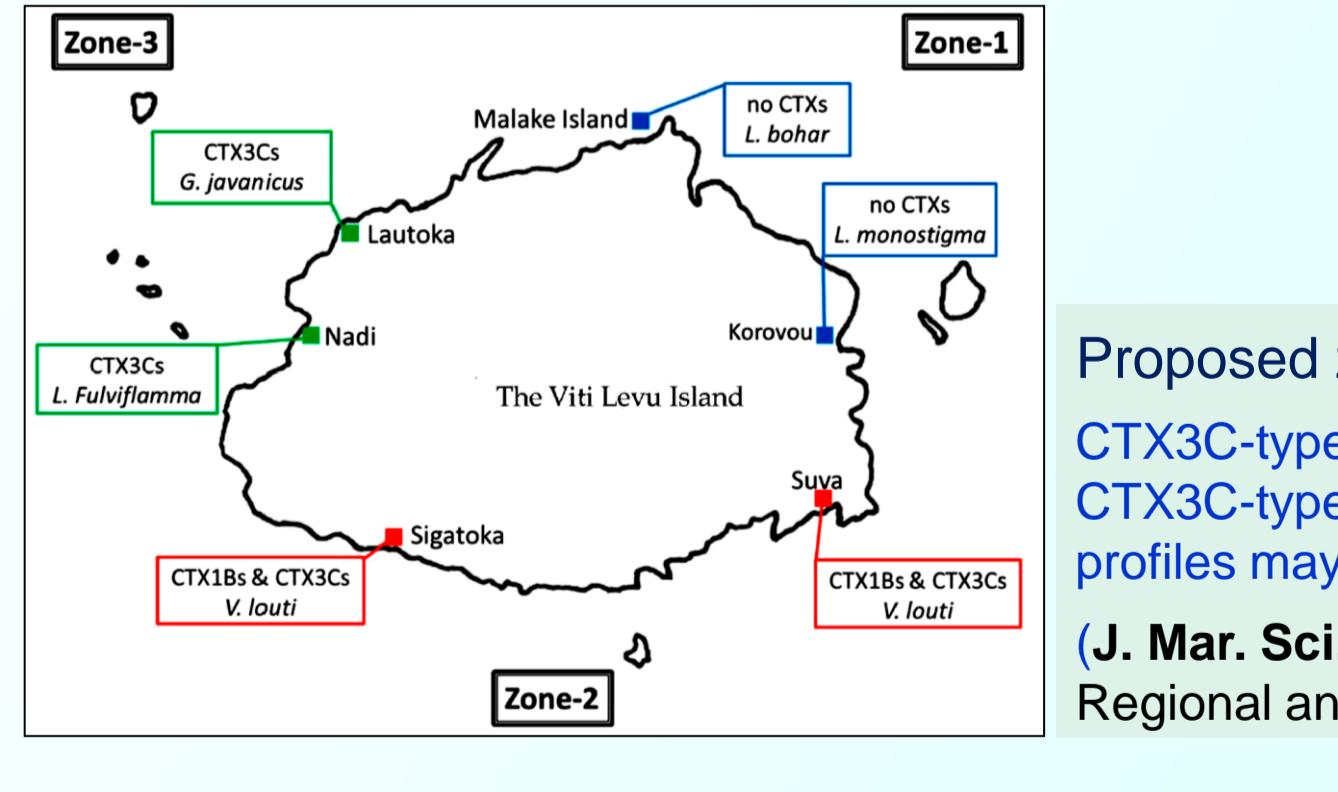 Zone-3
Zone-1
no CTXs
L. bohar
Malake Island
CTX3Cs
G. javanicus
no CTXs
L. monostigma
Lautoka
Korovou
Nadi
CTX3Cs
L. Fulviflamma
The Viti Levu Island
Suva
Sigatoka
CTX1Bs & CTX3Cs
V. louti
CTX1Bs & CTX3Cs
V. louti
Zone-2
Proposed
CTX3C-type
CTX3C-type
profiles may
(J. Mar. Sci
Regional an